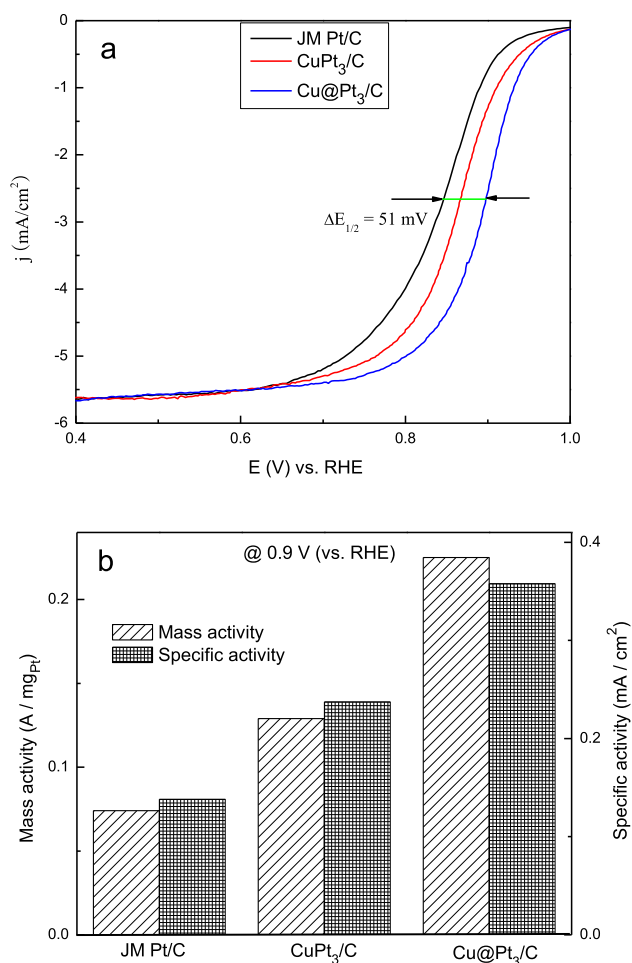 a
JM Pt/C
CuPt₃/C
Cu@Pt₃/C
ΔE₁/₂ = 51 mV
j (mA/cm²)
0
-1
-2
-3
-4
-5
-6
0.4 0.6 0.8 1.0
E (V) vs. RHE
b
@ 0.9 V (vs. RHE)
Mass activity
Specific activity
Mass activity (A / mg_Pt)
0.2
0.1
0.0
Specific activity (mA / cm²)
0.4
0.2
0.0
JM Pt/C CuPt₃/C Cu@Pt₃/C